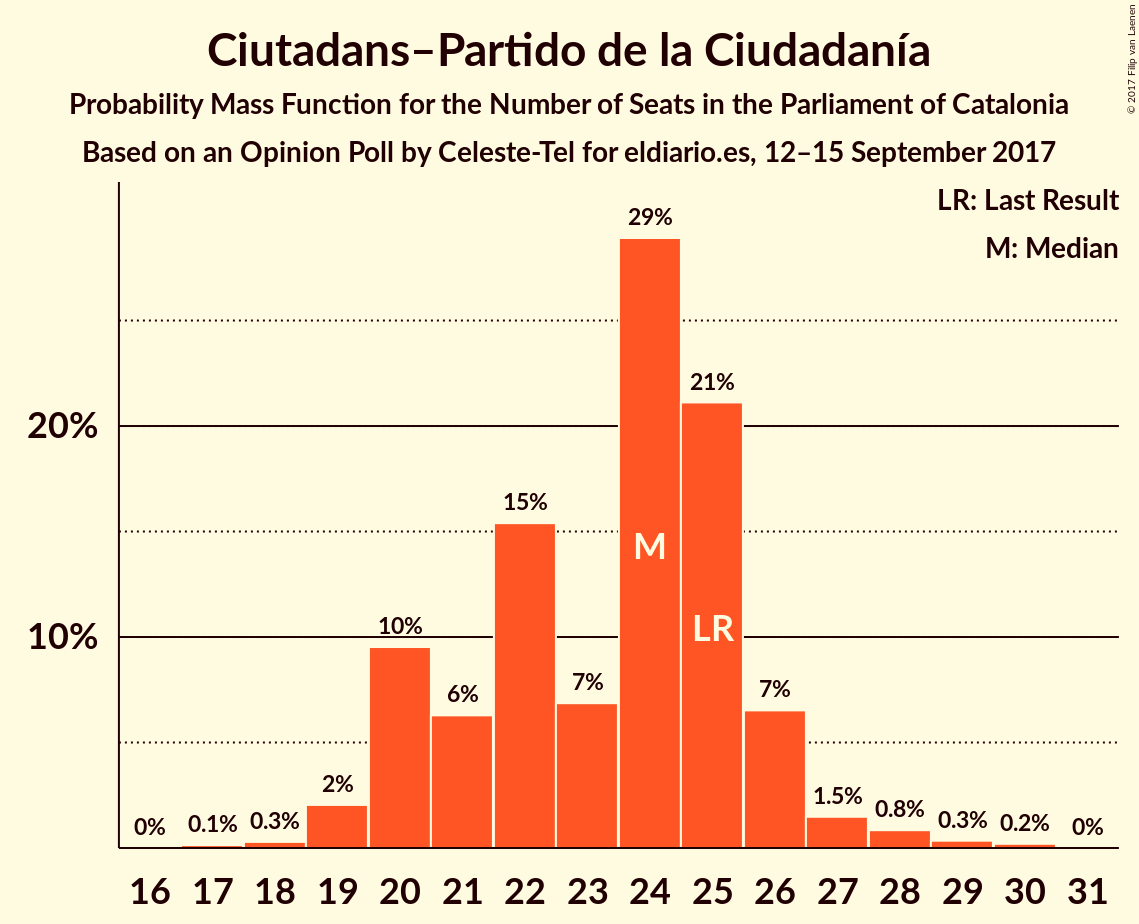 Ciutadans–Partido de la Ciudadanía
Probability Mass Function for the Number of Seats in the Parliament of Catalonia
Based on an Opinion Poll by Celeste-Tel for eldiario.es, 12–15 September 2017
© 2017 Filip van Laenen
LR: Last Result
M: Median
29%
21%
20%
15%
M
LR
10%
10%
6%
7%
7%
2%
1.5%
0.8%
0%
0.1%
0.3%
0.3%
0.2%
0%
16 17 18 19 20 21 22 23 24 25 26 27 28 29 30 31